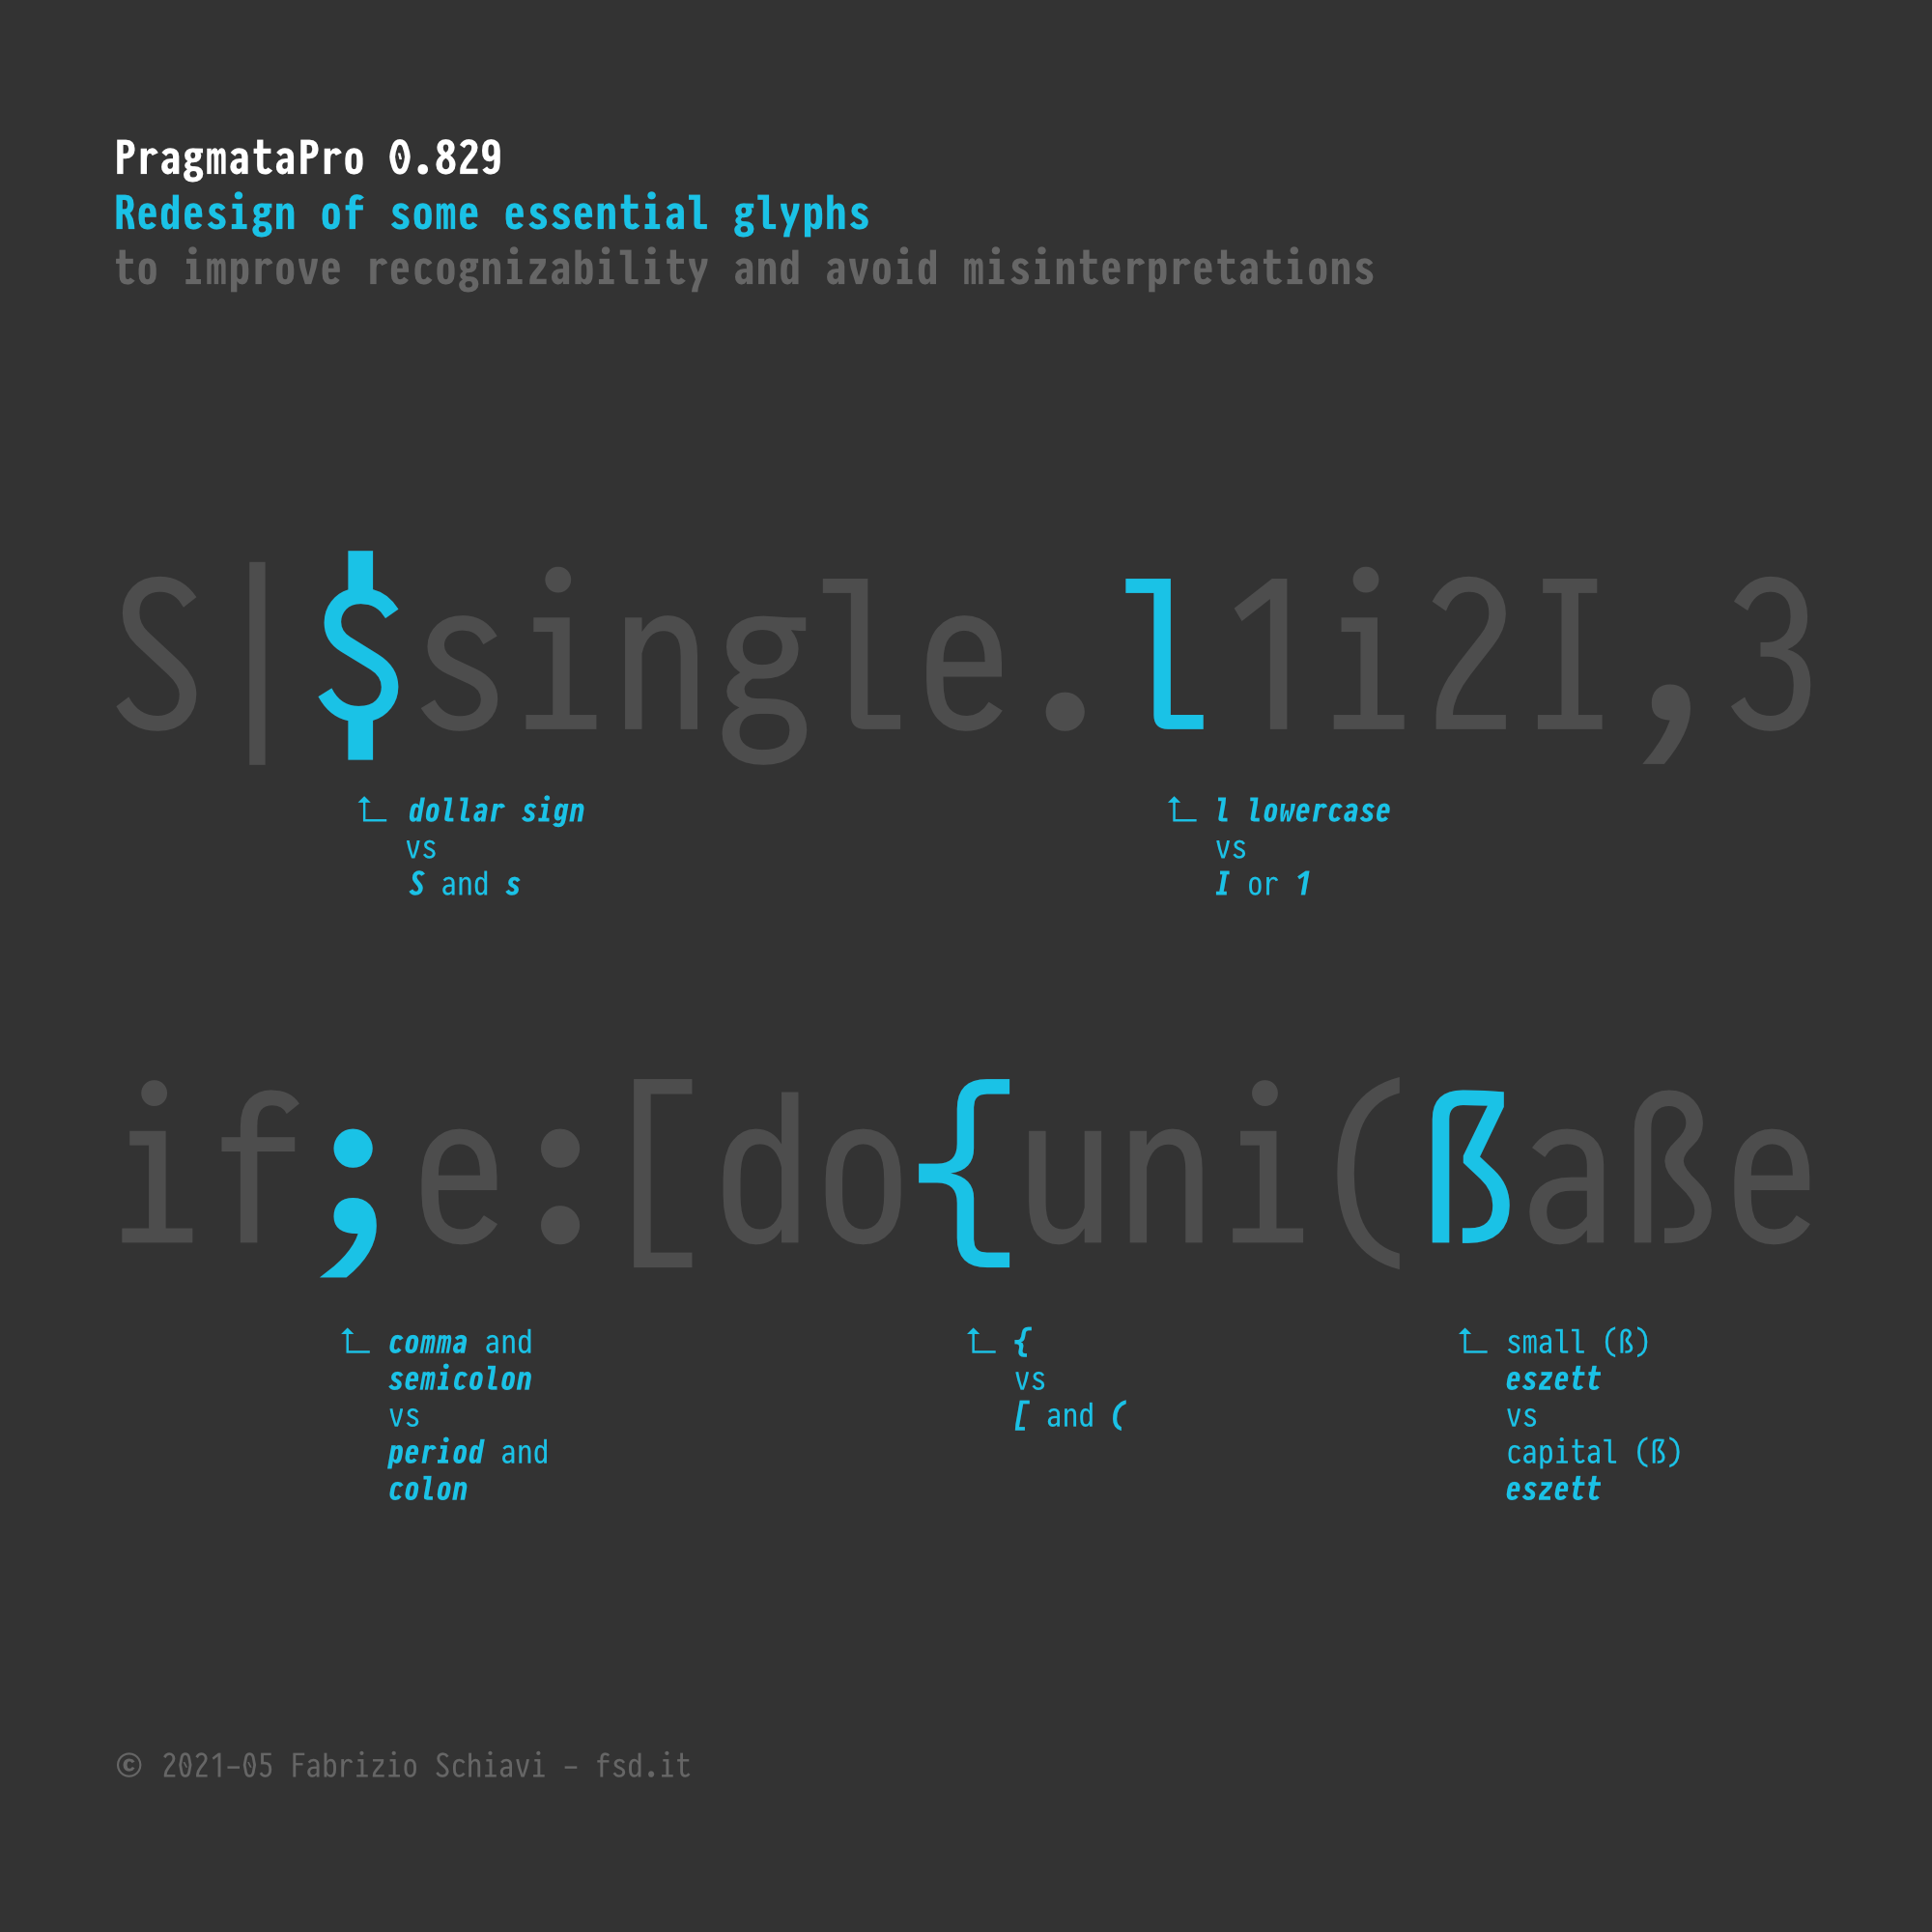 PragmataPro 0.829
Redesign of some essential glyphs
to improve recognizability and avoid misinterpretations
S|$single.l1i2I,3
↑ dollar sign ↑ l lowercase
vs vs
S and s I or 1
if;e:[do{uni(ẞaße
↑ comma and ↑ { ↑ small (ß)
semicolon vs eszett
vs [ and ( vs
period and capital (ẞ)
colon eszett
© 2021–05 Fabrizio Schiavi – fsd.it